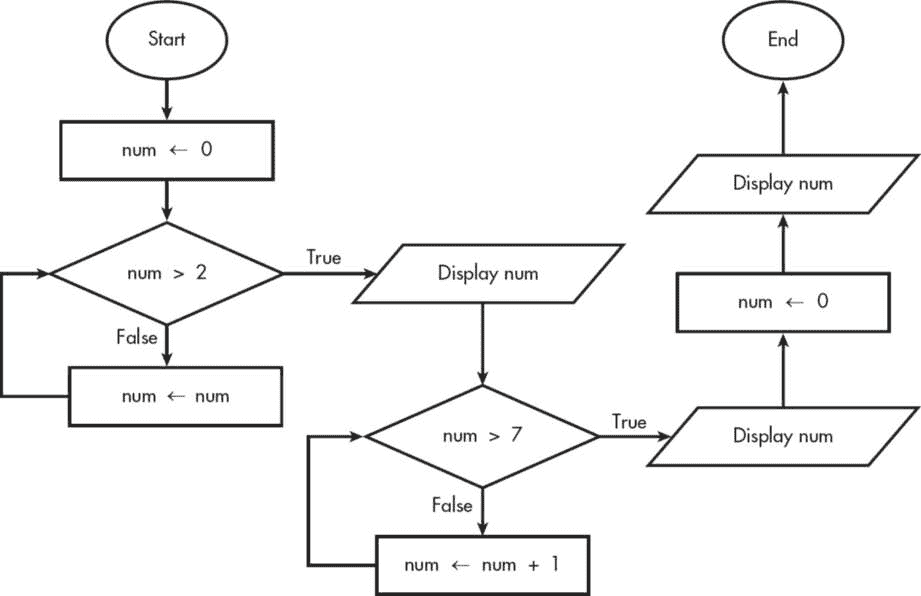 Start
num ← 0
num > 2
True
False
num ← num
Display num
num > 7
True
False
num ← num + 1
Display num
num ← 0
Display num
End